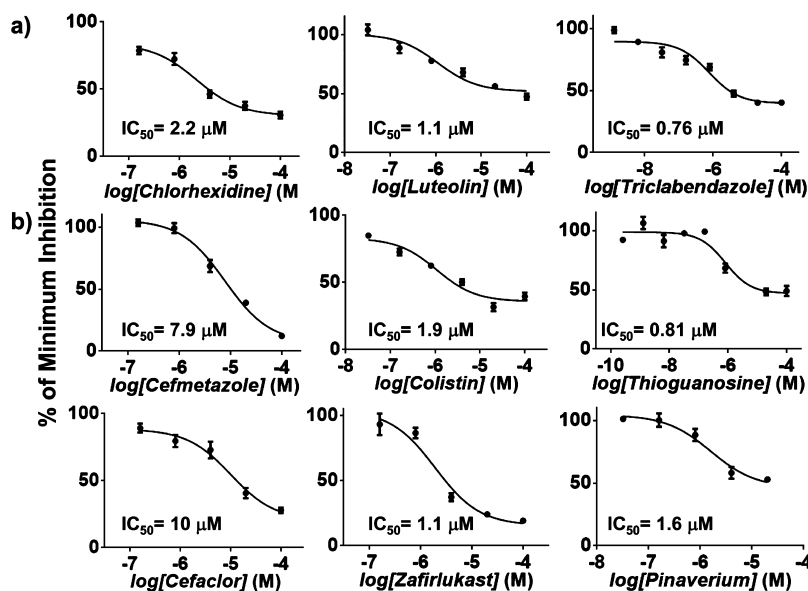 a)
b)
% of Minimum Inhibition
100
50
0
IC50= 2.2 µM
-7 -6 -5 -4
log[Chlorhexidine] (M
100
50
0
IC50= 1.1 µM
-8 -7 -6 -5 -4
log[Luteolin] (M)
100
50
0
IC50= 0.76 µM
-8 -6 -4
log[Triclabendazole] (M)
100
50
0
IC50= 7.9 µM
-7 -6 -5 -4
log[Cefmetazole] (M)
100
50
0
IC50= 1.9 µM
-8 -7 -6 -5 -4
log[Colistin] (M)
100
50
0
IC50= 0.81 µM
-10 -8 -6 -4
log[Thioguanosine] (M)
100
50
0
IC50= 10 µM
-7 -6 -5 -4
log[Cefaclor] (M)
100
50
0
IC50= 1.1 µM
-7 -6 -5 -4
log[Zafirlukast] (M)
100
50
0
IC50= 1.6 µM
-8 -7 -6 -5 -4
log[Pinaverium] (M)